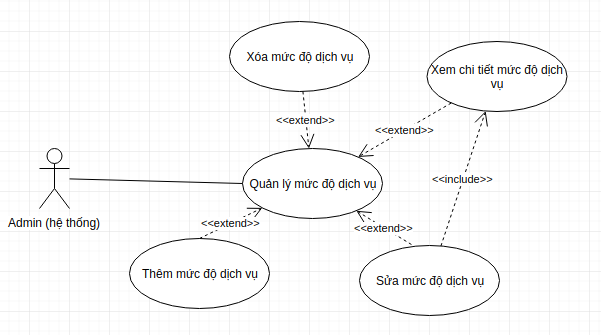 Xóa mức độ dịch vụ
Xem chi tiết mức độ dịch
vụ
<<extend>>
<<extend>>
<<include>>
Quản lý mức độ dịch vụ
Admin (hệ thống)
<<extend>>
<<extend>>
Thêm mức độ dịch vụ
Sửa mức độ dịch vụ